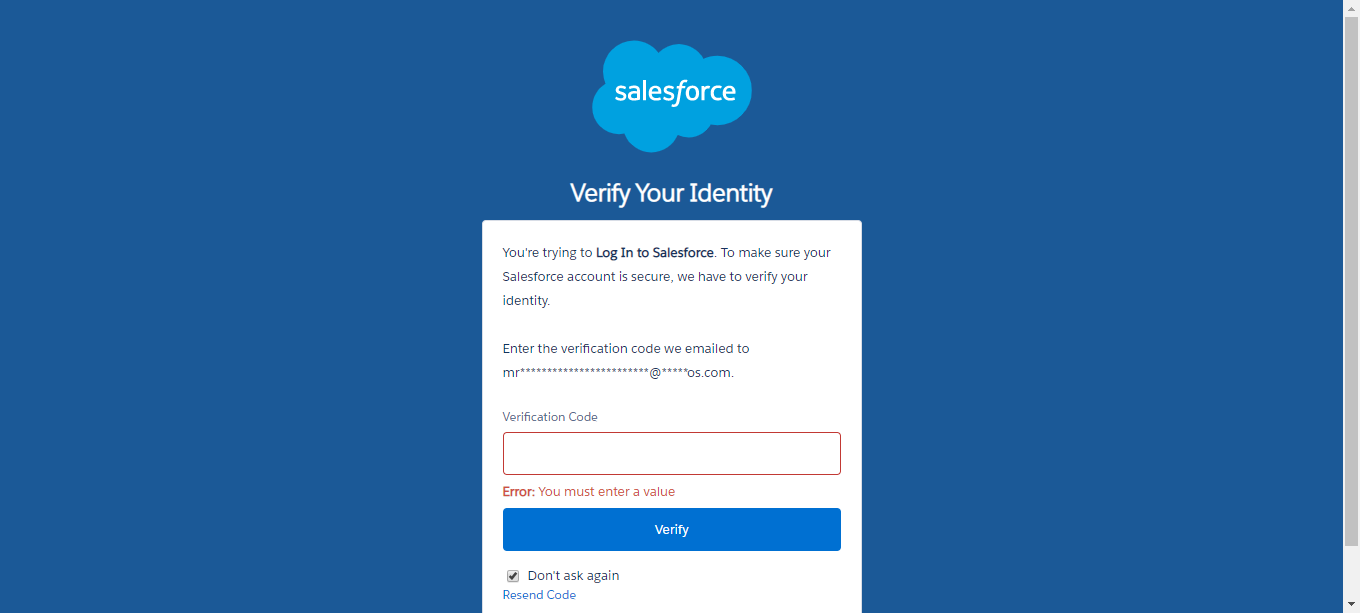 salesforce
Verify Your Identity
You're trying to Log In to Salesforce. To make sure your
Salesforce account is secure, we have to verify your
identity.
Enter the verification code we emailed to
mr************************@*****os.com.
Verification Code
Error: You must enter a value
Verify
Don't ask again
Resend Code